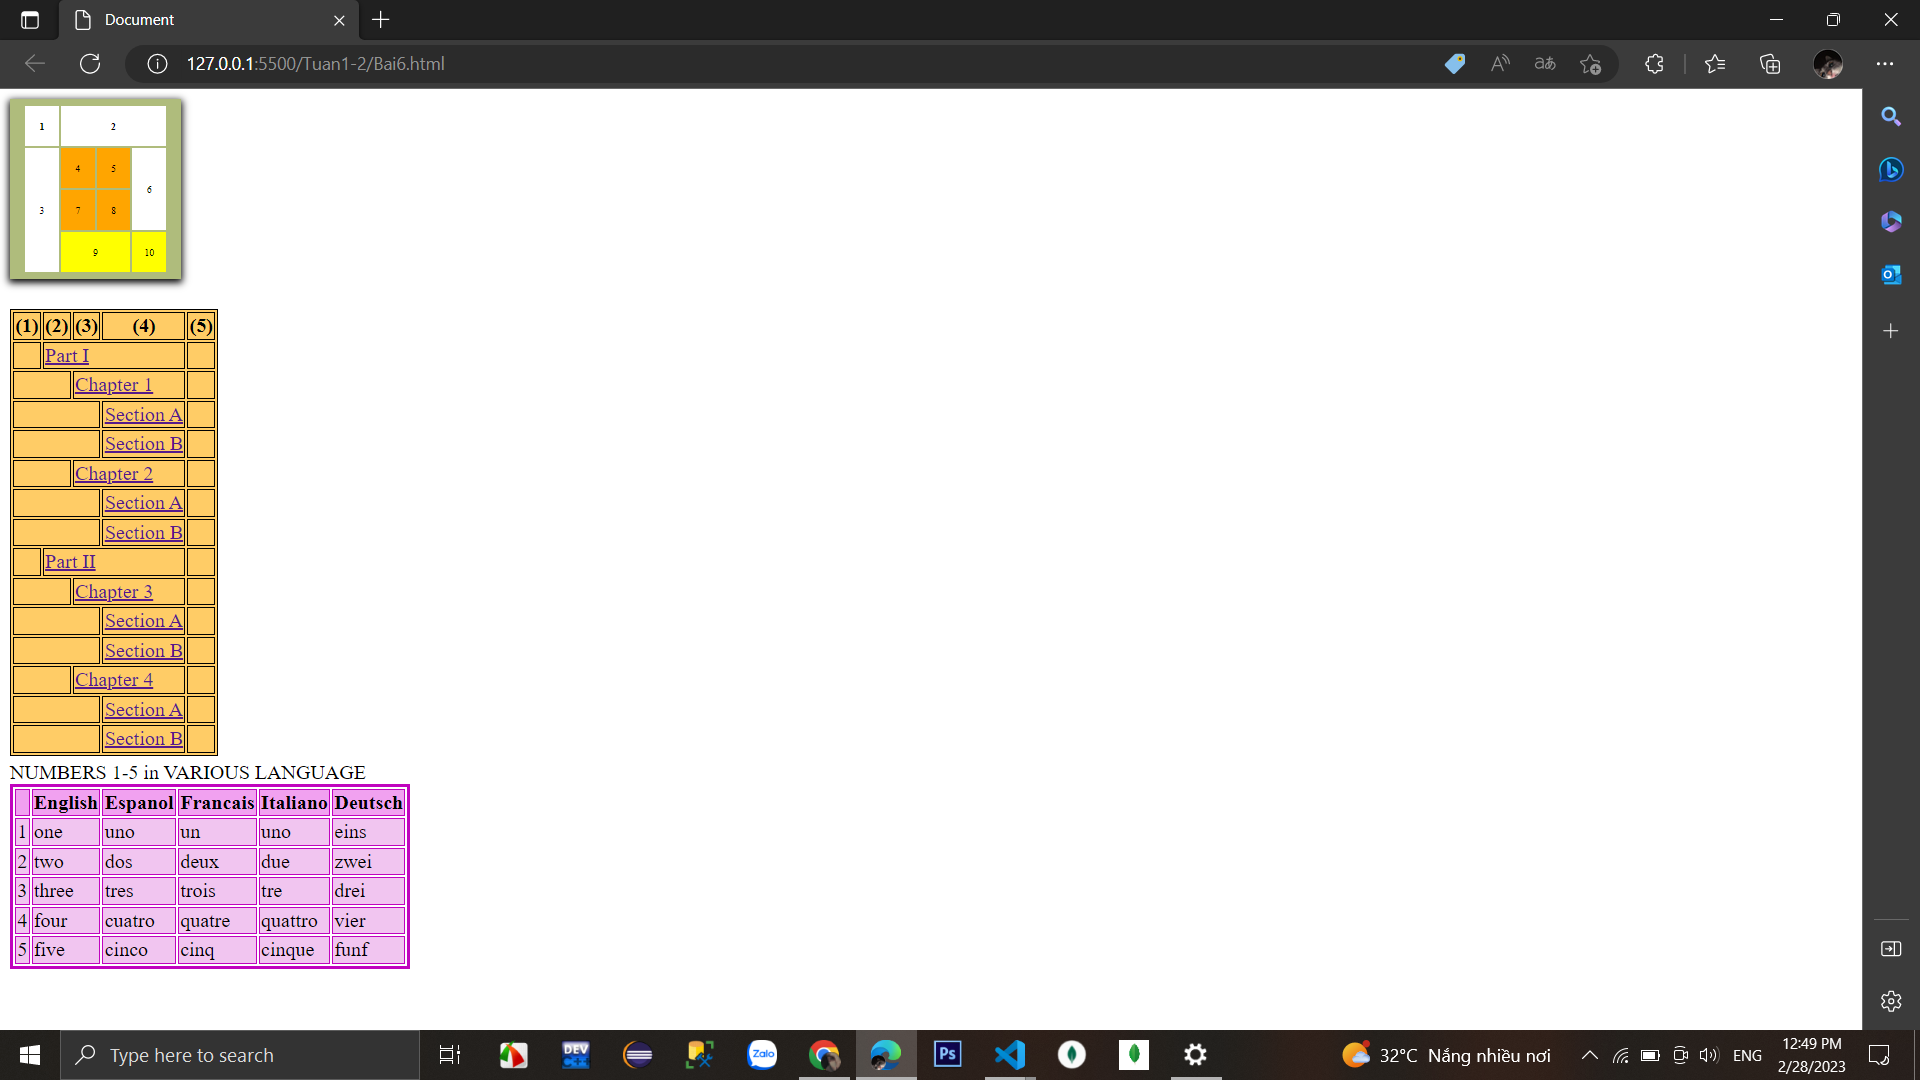 Document
127.0.0.1:5500/Tuan1-2/Bai6.html
aあ
1 2
4 5
6
3 7 8
9 10
(1) (2) (3) (4) (5)
Part I
Chapter 1
Section A
Section B
Chapter 2
Section A
Section B
Part II
Chapter 3
Section A
Section B
Chapter 4
Section A
Section B
NUMBERS 1-5 in VARIOUS LANGUAGE
English Espanol Francais Italiano Deutsch
1 one uno un uno eins
2 two dos deux due zwei
3 three tres trois tre drei
4 four cuatro quatre quattro vier
5 five cinco cinq cinque funf
Type here to search
DEV C++
Zalo
Ps
32°C Nắng nhiều nơi
ENG
12:49 PM
2/28/2023